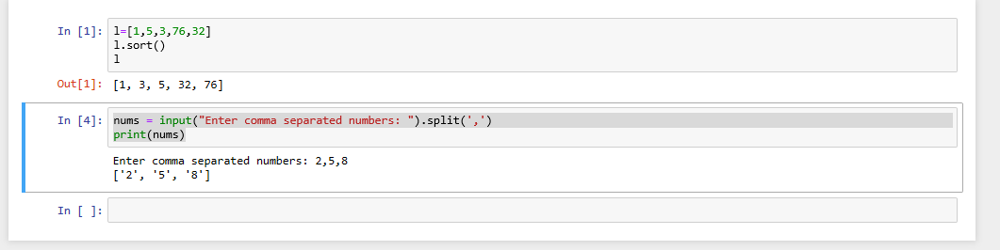 In [1]: l=[1,5,3,76,32]
l.sort()
l
Out[1]: [1, 3, 5, 32, 76]
In [4]: nums = input("Enter comma separated numbers: ").split(',')
print(nums)
Enter comma separated numbers: 2,5,8
['2', '5', '8']
In [ ]: